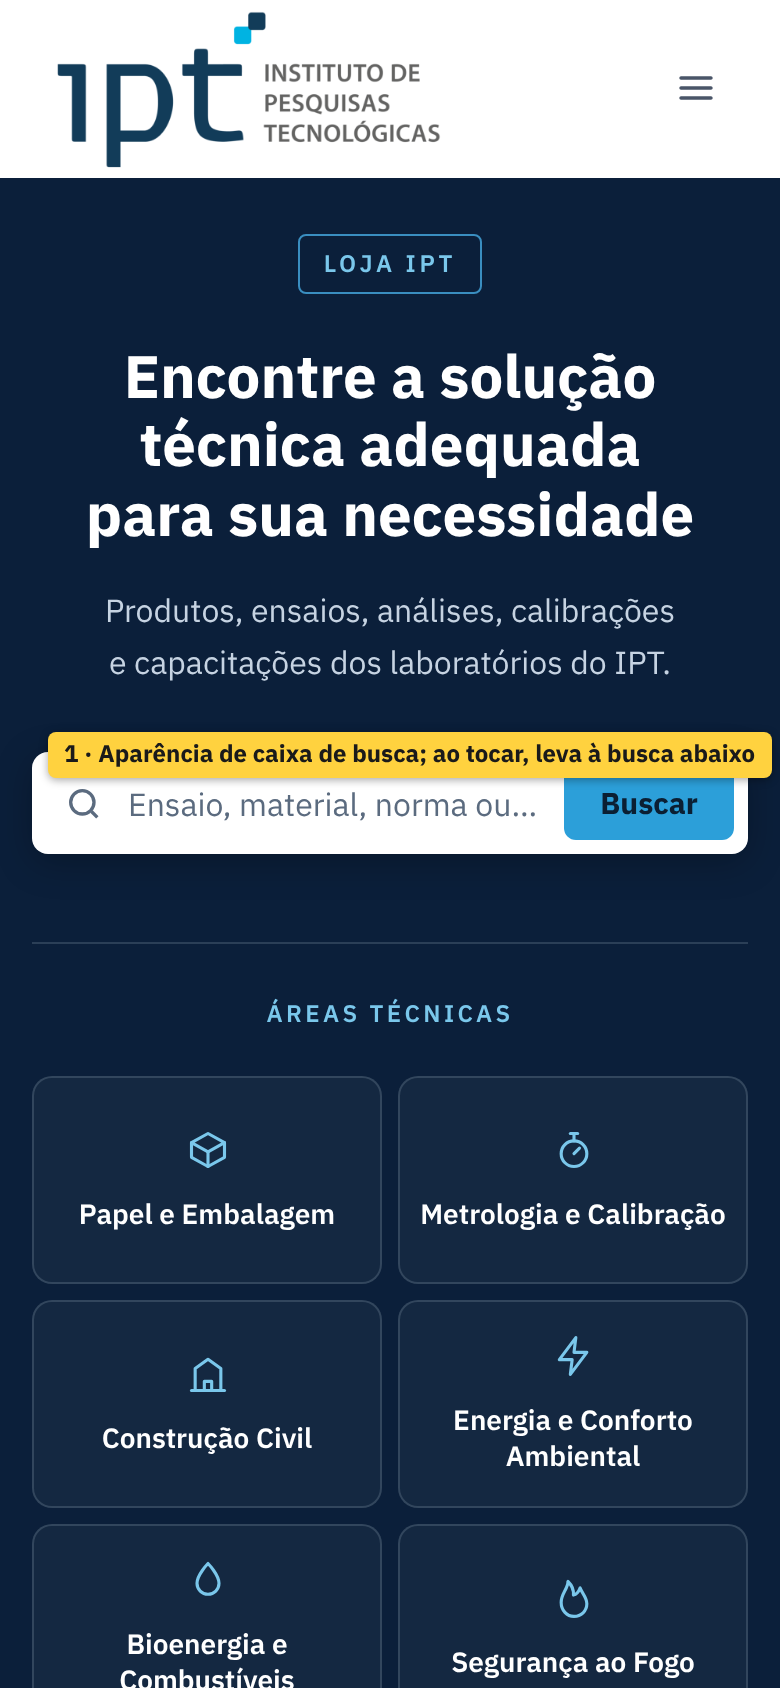 ipt
INSTITUTO DE
PESQUISAS
TECNOLÓGICAS
LOJA IPT
Encontre a solução
técnica adequada
para sua necessidade
Produtos, ensaios, análises, calibrações
e capacitações dos laboratórios do IPT.
1 · Aparência de caixa de busca; ao tocar, leva à busca abaixo
Ensaio, material, norma ou...
Buscar
ÁREAS TÉCNICAS
Papel e Embalagem
Metrologia e Calibração
Construção Civil
Energia e Conforto
Ambiental
Bioenergia e
Combustíveis
Segurança ao Fogo